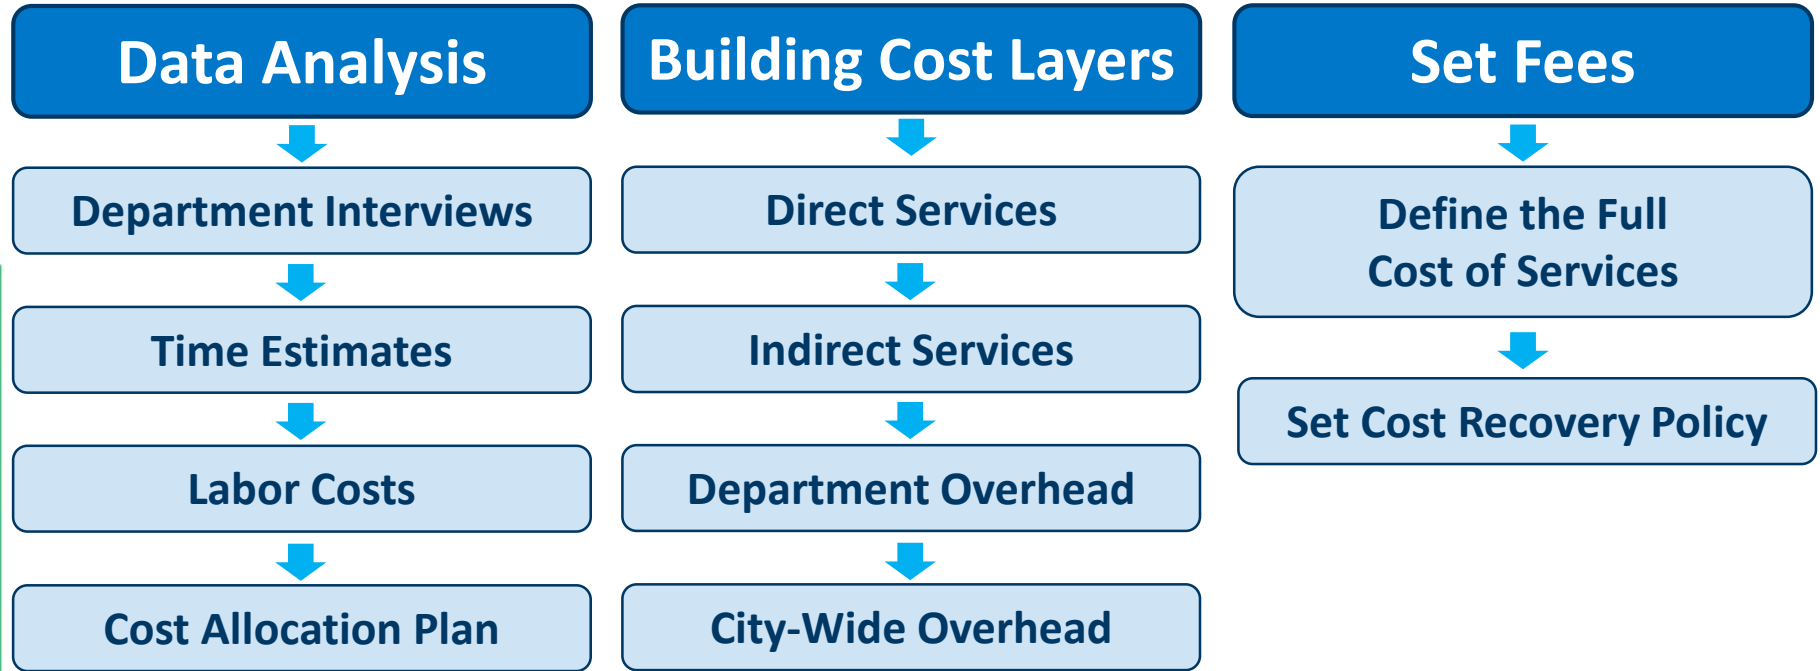 Data Analysis
Department Interviews
Time Estimates
Labor Costs
Cost Allocation Plan
Building Cost Layers
Direct Services
Indirect Services
Department Overhead
City-Wide Overhead
Set Fees
Define the Full
Cost of Services
Set Cost Recovery Policy